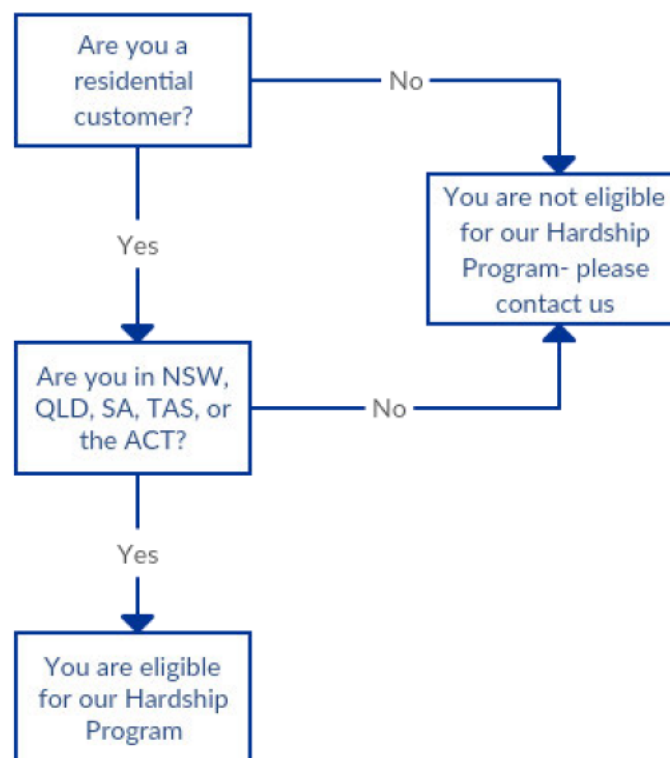 Are you a
residential
customer?
No
You are not eligible
for our Hardship
Program- please
contact us
Yes
Are you in NSW,
QLD, SA, TAS, or
the ACT?
No
Yes
You are eligible
for our Hardship
Program